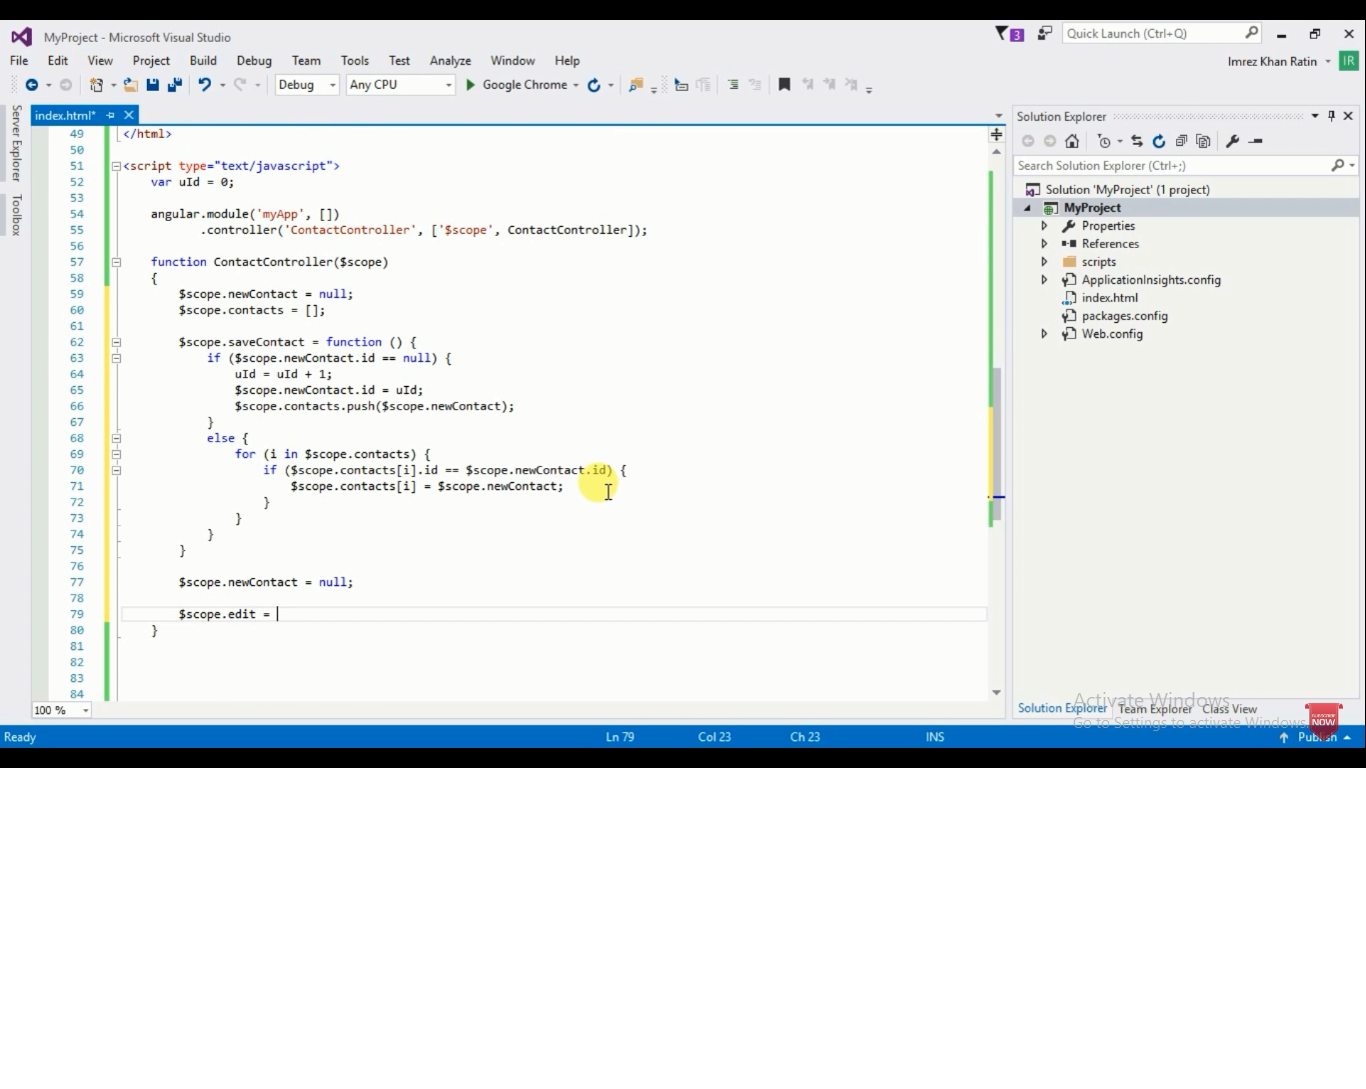 MyProject - Microsoft Visual Studio
3
Quick Launch (Ctrl+Q)
File Edit View Project Build Debug Team Tools Test Analyze Window Help
Imrez Khan Ratin
IR
Debug
Any CPU
Google Chrome
Server Explorer
Toolbox
index.html*
49 </html>
50
51 <script type="text/javascript">
52 var uId = 0;
53
54 angular.module('myApp', [])
55 .controller('ContactController', ['$scope', ContactController]);
56
57 function ContactController($scope)
58 {
59 $scope.newContact = null;
60 $scope.contacts = [];
61
62 $scope.saveContact = function () {
63 if ($scope.newContact.id == null) {
64 uId = uId + 1;
65 $scope.newContact.id = uId;
66 $scope.contacts.push($scope.newContact);
67 }
68 else {
69 for (i in $scope.contacts) {
70 if ($scope.contacts[i].id == $scope.newContact.id) {
71 $scope.contacts[i] = $scope.newContact;
72 }
73 }
74 }
75 }
76
77 $scope.newContact = null;
78
79 $scope.edit =
80 }
81
82
83
84
100 %
Solution Explorer
Search Solution Explorer (Ctrl+;)
Solution 'MyProject' (1 project)
MyProject
Properties
References
scripts
ApplicationInsights.config
index.html
packages.config
Web.config
Activate Windows
Solution Explorer Team Explorer Class View
Go to Settings to activate Windows.
SUBSCRIBE
NOW
Ready
Ln 79
Col 23
Ch 23
INS
Publish